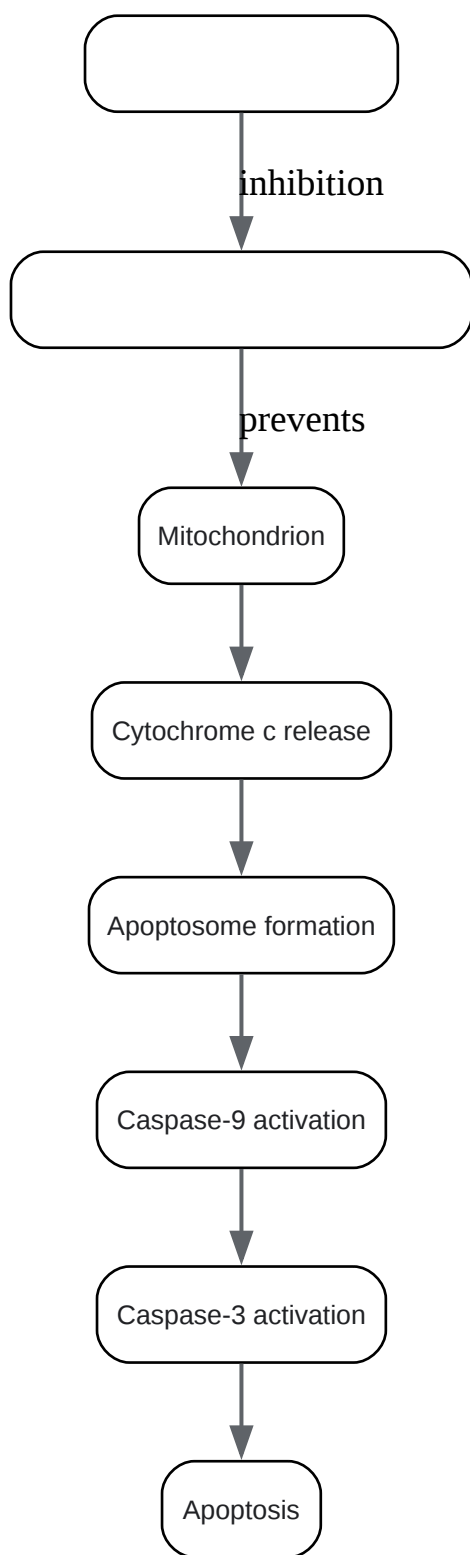 inhibition
prevents
Mitochondrion
Cytochrome c release
Apoptosome formation
Caspase-9 activation
Caspase-3 activation
Apoptosis